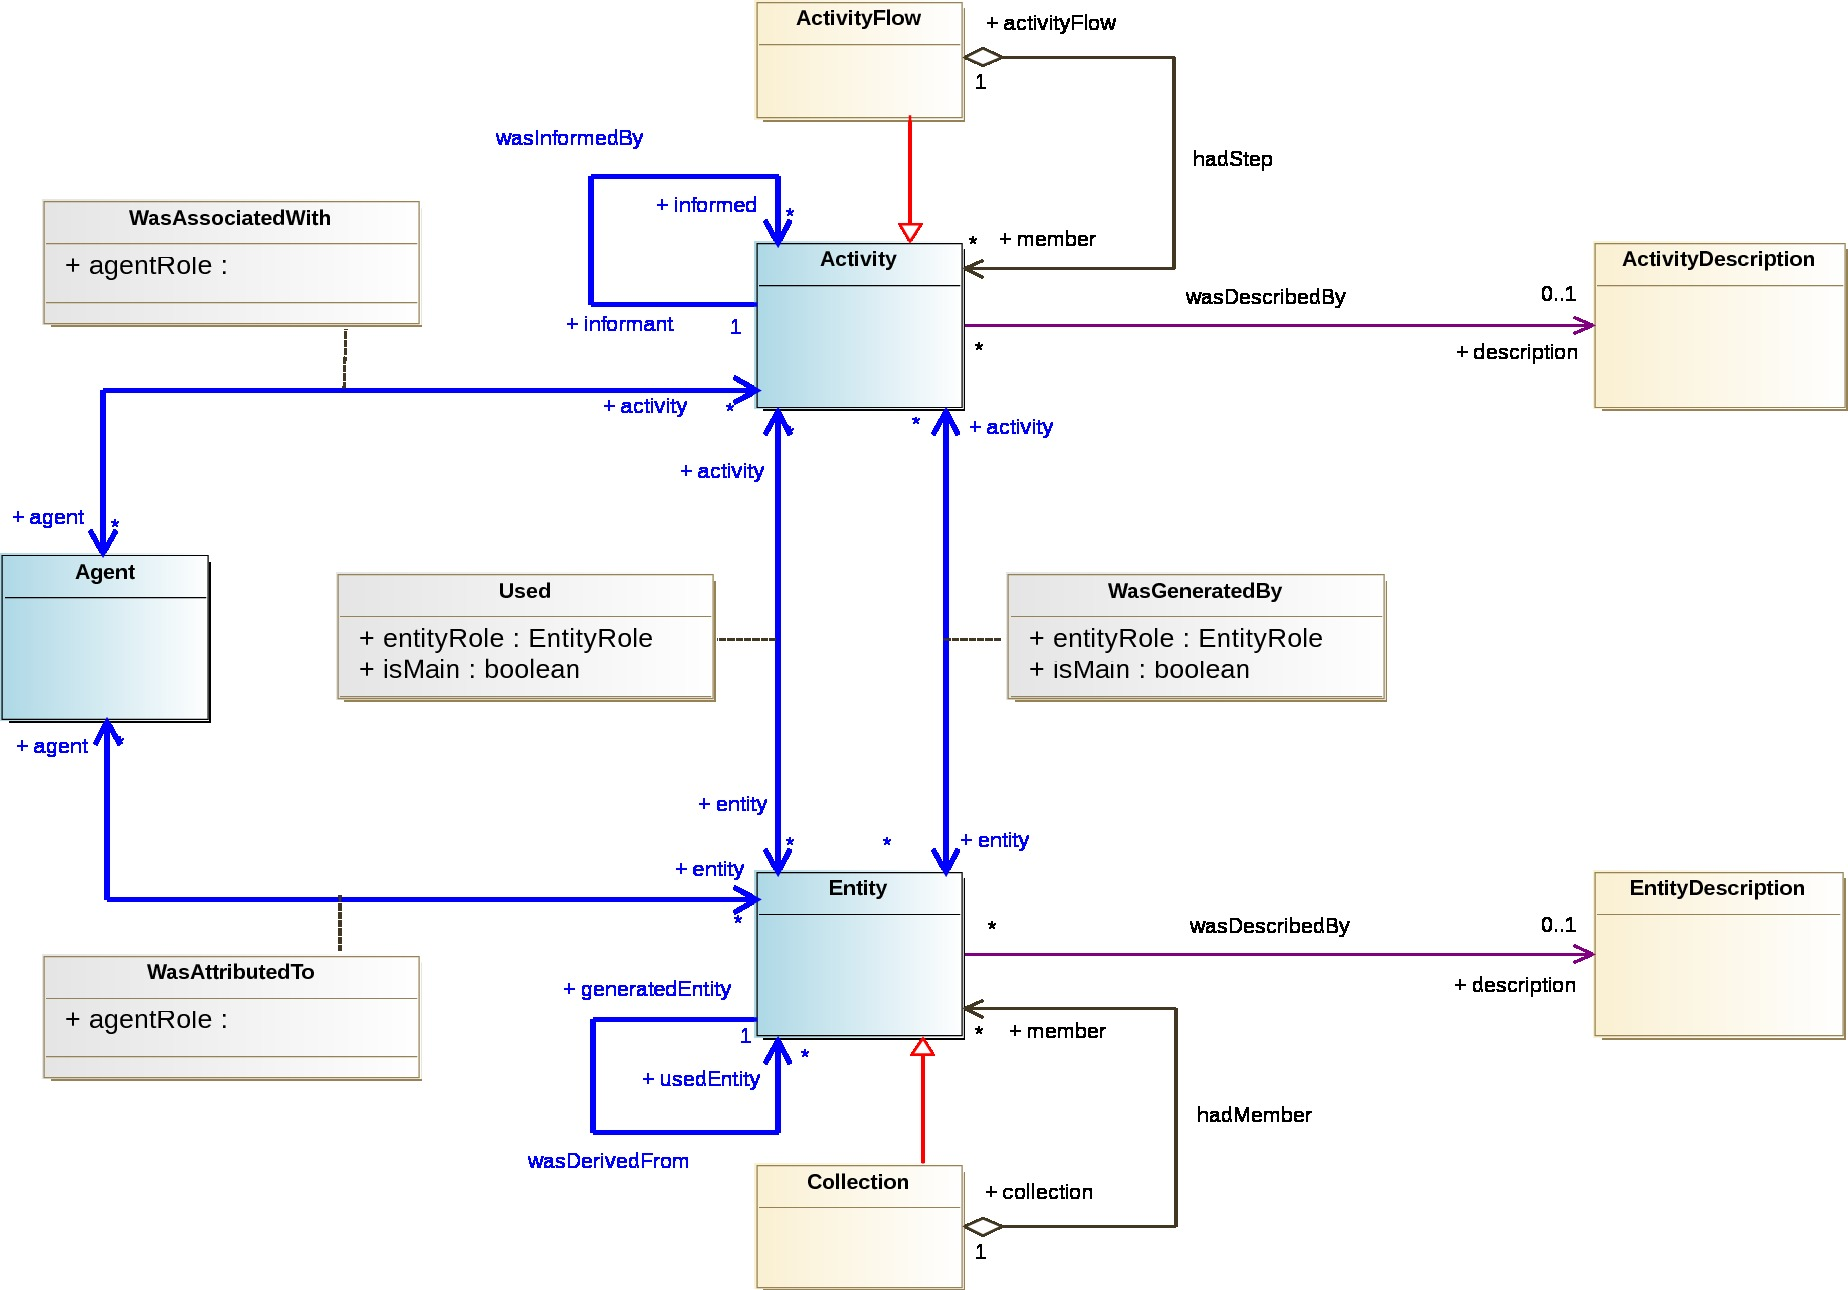 ActivityFlow
+ activityFlow
1
wasInformedBy
hadStep
+ informed
*
WasAssociatedWith
+ agentRole :
* + member
Activity
ActivityDescription
wasDescribedBy
0..1
+ informant
1
*
+ description
+ activity
*
*
*
+ activity
+ activity
+ agent
*
Agent
Used
+ entityRole : EntityRole
+ isMain : boolean
WasGeneratedBy
+ entityRole : EntityRole
+ isMain : boolean
+ agent
*
+ entity
*
*
+ entity
+ entity
*
Entity
EntityDescription
*
wasDescribedBy
0..1
WasAttributedTo
+ agentRole :
+ generatedEntity
+ description
1
*
* + member
+ usedEntity
hadMember
wasDerivedFrom
Collection
+ collection
1